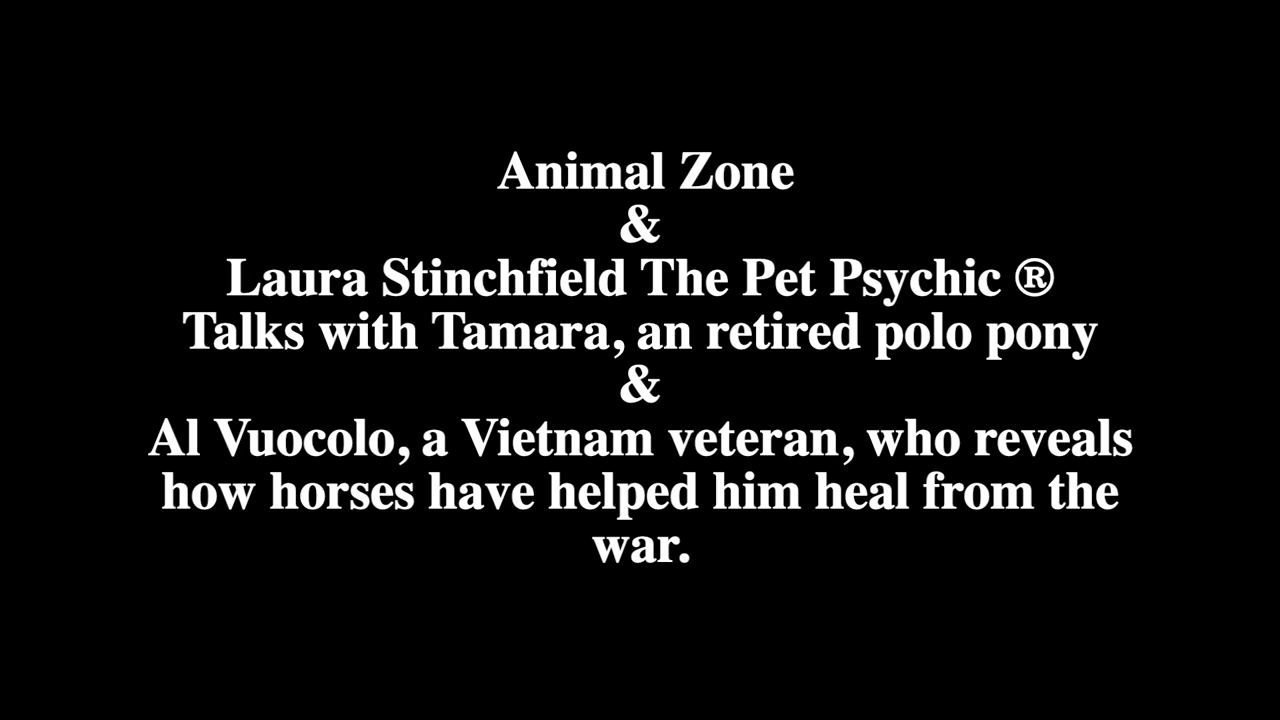 Animal Zone
&
Laura Stinchfield The Pet Psychic ®
Talks with Tamara, an retired polo pony
&
Al Vuocolo, a Vietnam veteran, who reveals
how horses have helped him heal from the
war.